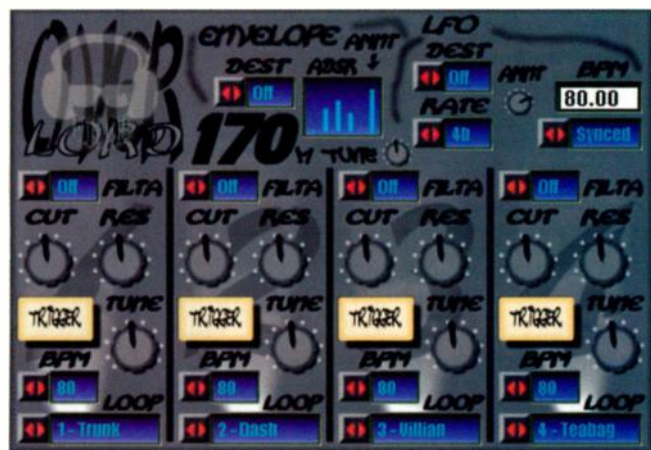 ENVELOPE AMNT
LFO
DEST ADSR
DEST
Off
Off
AMNT
BPM
80.00
RATE
4b
Synced
LOARD
170
M TUNE
Off FILTA
Off FILTA
Off FILTA
Off FILTA
CUT RES
CUT RES
CUT RES
CUT RES
TRIGGER TUNE
TRIGGER TUNE
TRIGGER TUNE
TRIGGER TUNE
BPM
BPM
BPM
BPM
80
80
80
80
LOOP
LOOP
LOOP
LOOP
1 - Trunk
2 - Dash
3 - Villian
4 - Teabag